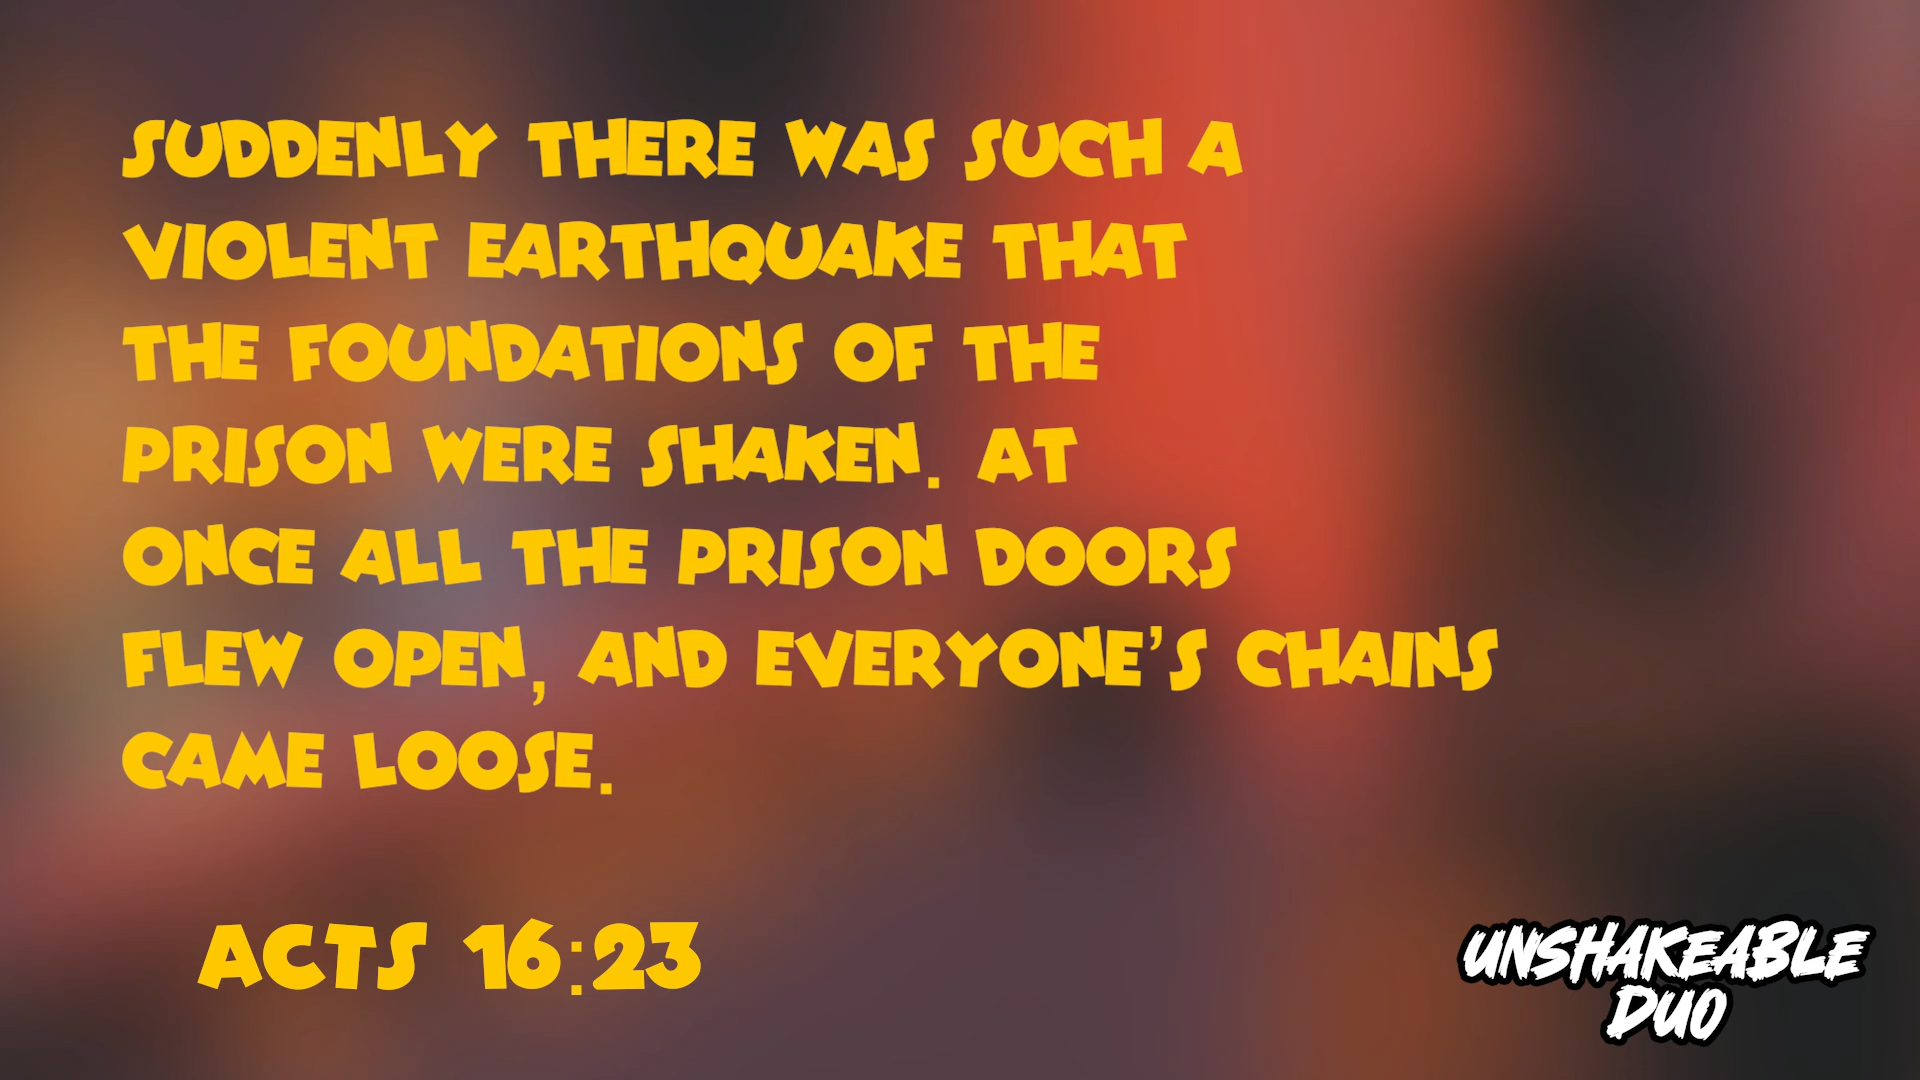 SUDDENLY THERE WAS SUCH A
VIOLENT EARTHQUAKE THAT
THE FOUNDATIONS OF THE
PRISON WERE SHAKEN. AT
ONCE ALL THE PRISON DOORS
FLEW OPEN, AND EVERYONE'S CHAINS
CAME LOOSE.
ACTS 16:23
UNSHAKEABLE
DUO